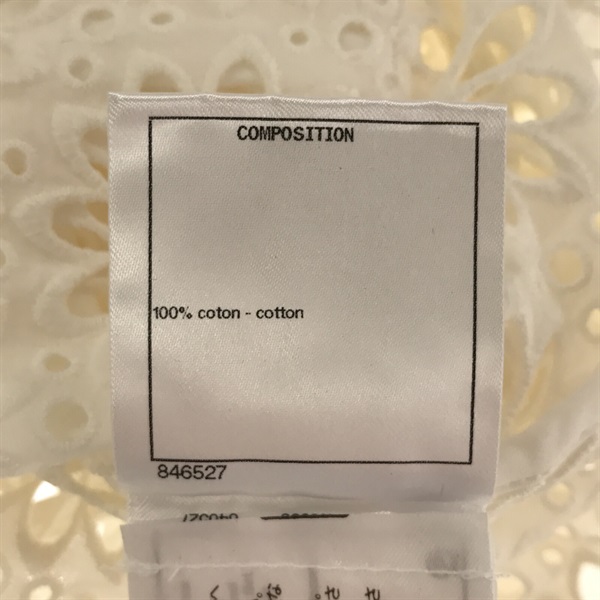 COMPOSITION
100% coton - cotton
846527